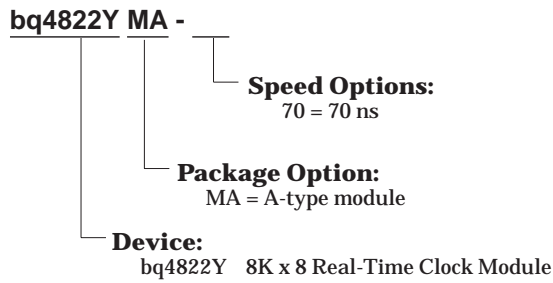 bq4822Y MA -
Speed Options:
70 = 70 ns
Package Option:
MA = A-type module
Device:
bq4822Y 8K x 8 Real-Time Clock Module